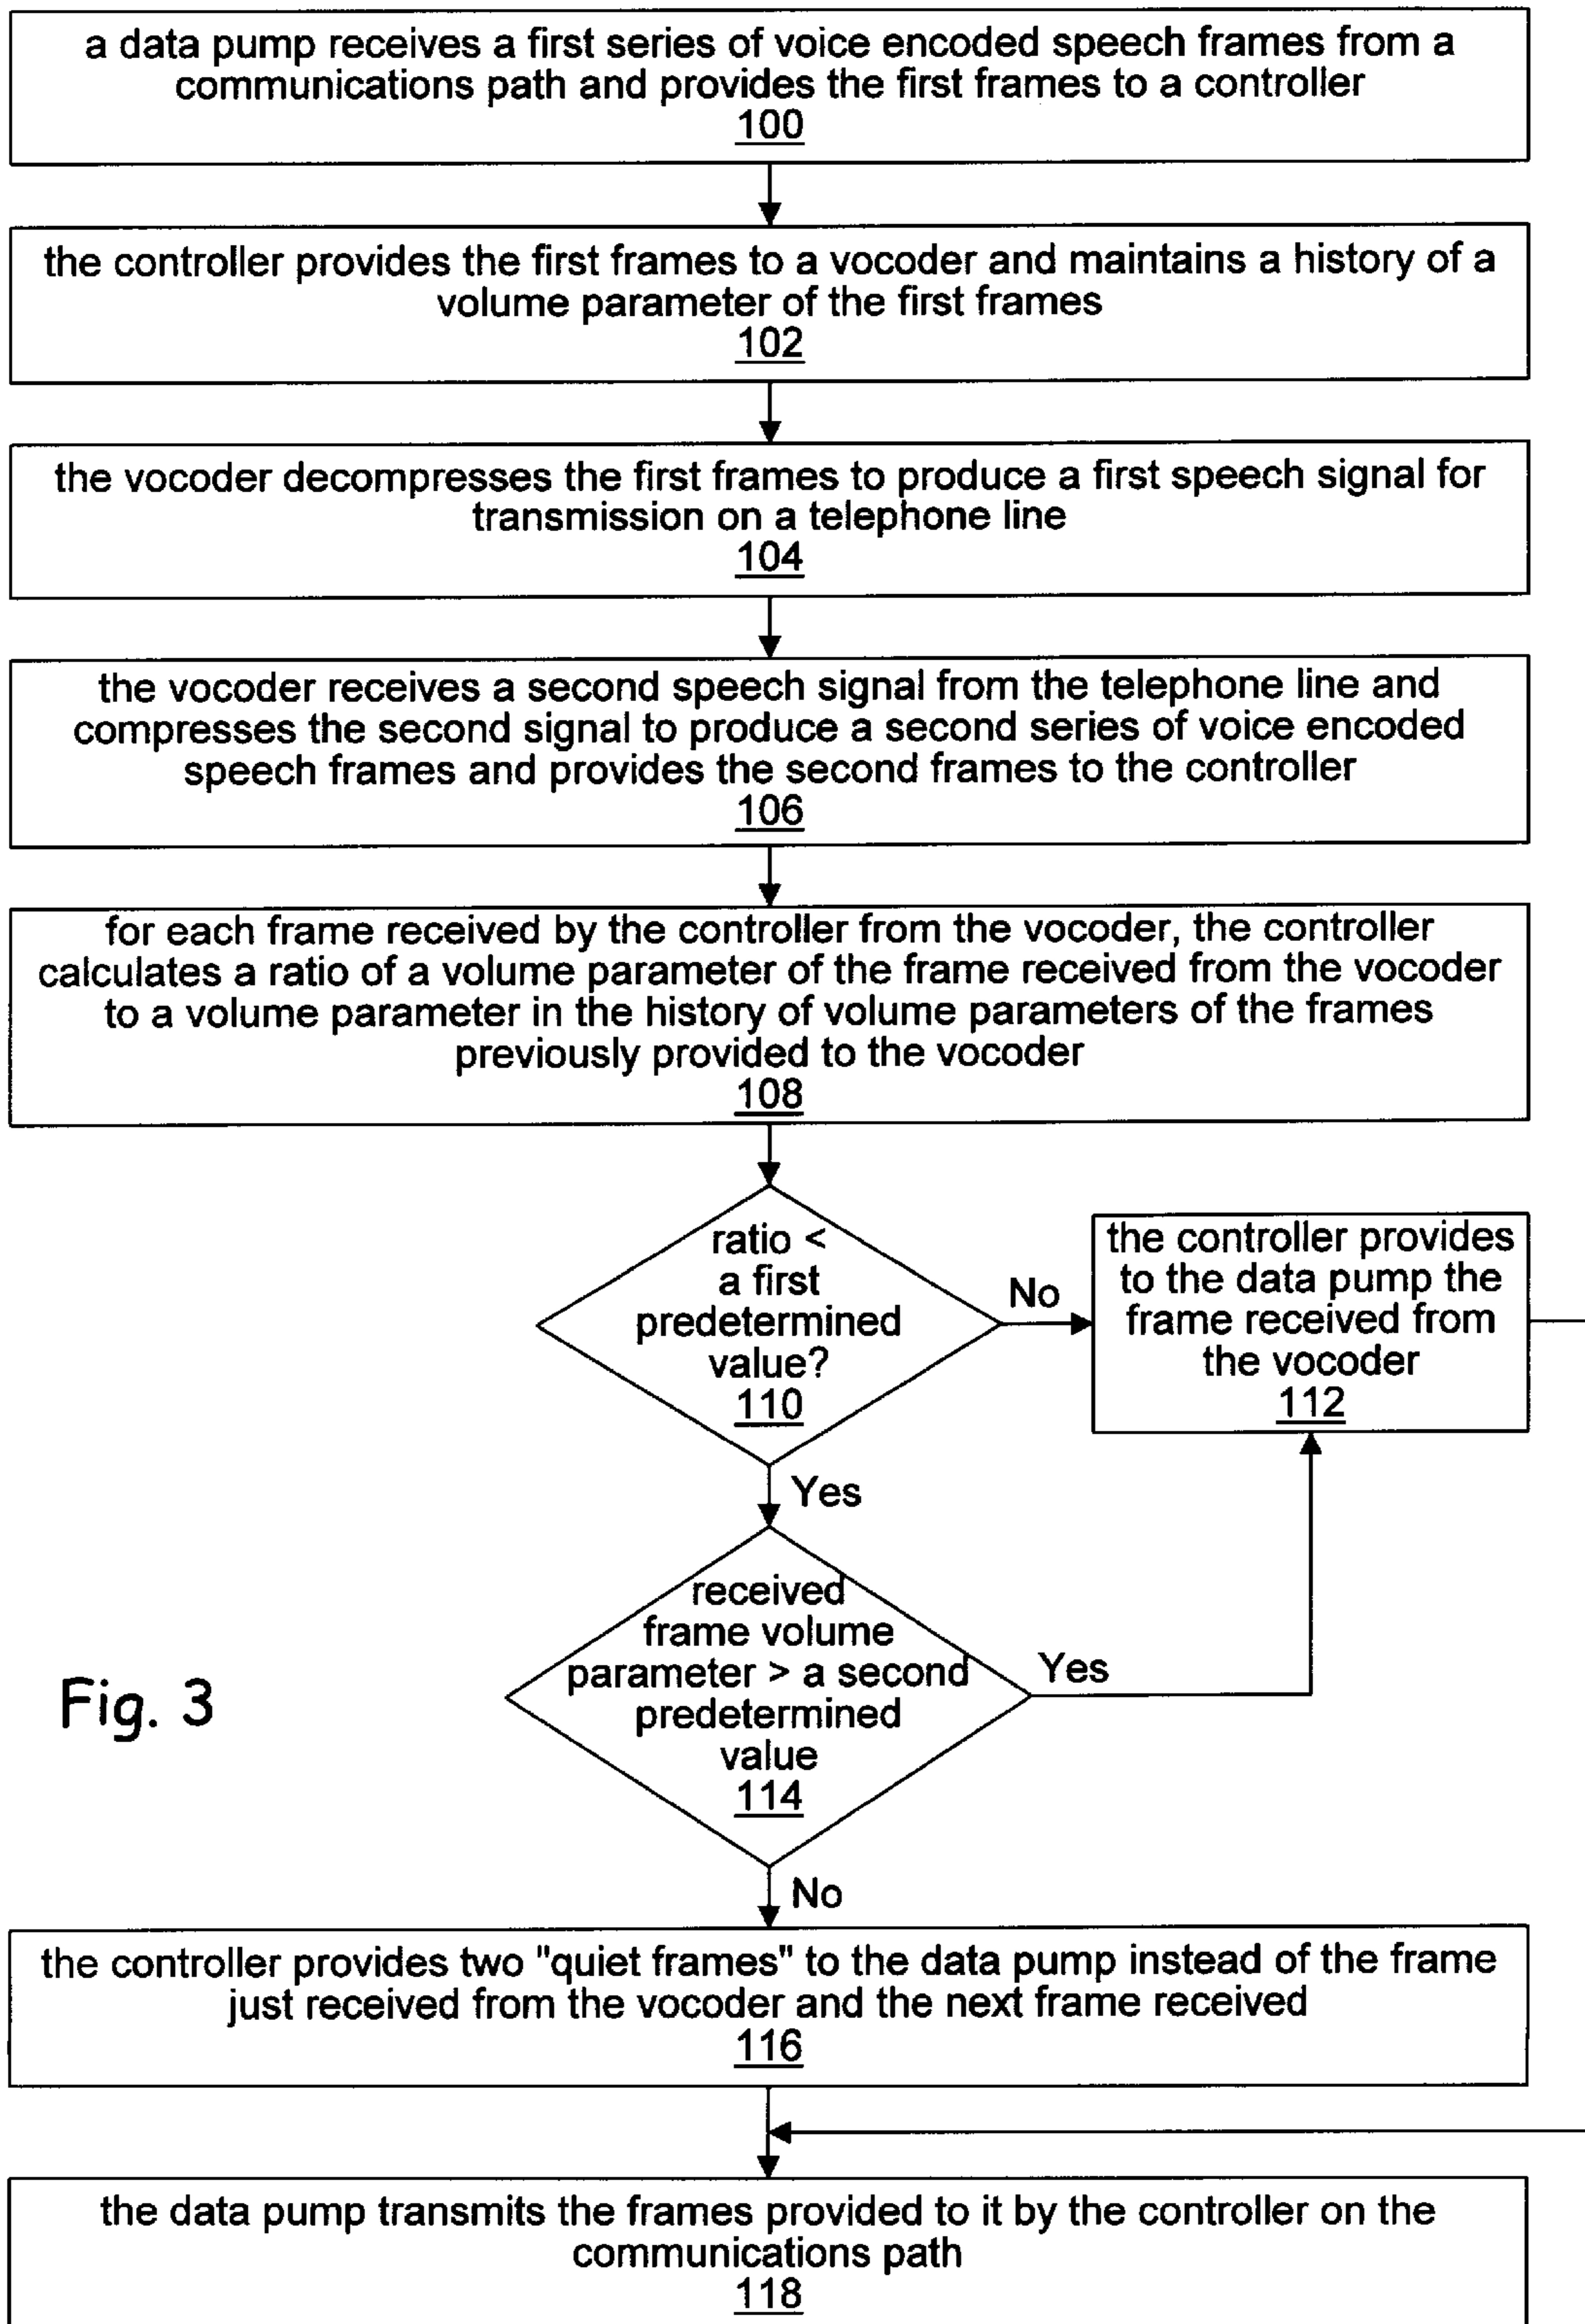 a data pump receives a first series of voice encoded speech frames from a
communications path and provides the first frames to a controller
100
the controller provides the first frames to a vocoder and maintains a history of a
volume parameter of the first frames
102
the vocoder decompresses the first frames to produce a first speech signal for
transmission on a telephone line
104
the vocoder receives a second speech signal from the telephone line and
compresses the second signal to produce a second series of voice encoded
speech frames and provides the second frames to the controller
106
for each frame received by the controller from the vocoder, the controller
calculates a ratio of a volume parameter of the frame received from the vocoder
to a volume parameter in the history of volume parameters of the frames
previously provided to the vocoder
108
ratio <
a first
predetermined
value?
110
No
the controller provides
to the data pump the
frame received from
the vocoder
112
Yes
received
frame volume
parameter > a second
predetermined
value
114
Yes
Fig. 3
No
the controller provides two "quiet frames" to the data pump instead of the frame
just received from the vocoder and the next frame received
116
the data pump transmits the frames provided to it by the controller on the
communications path
118